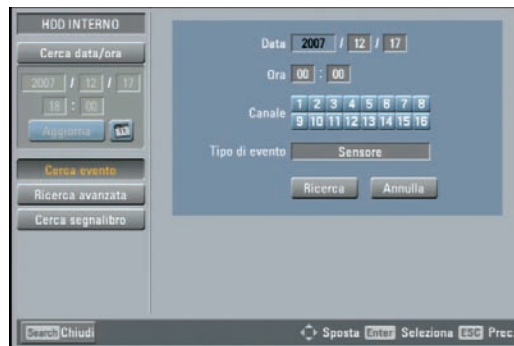 HDD INTERNO
Cerca data/ora
2007 / 12 / 17
18 : 00
Aggiorna
Cerca evento
Ricerca avanzata
Cerca segnalibro
Data 2007 / 12 / 17
Ora 00 : 00
Canale 1 2 3 4 5 6 7 8
9 10 11 12 13 14 15 16
Tipo di evento Sensore
Ricerca Annulla
Search Chiudi Sposta Enter Seleziona ESC Prec